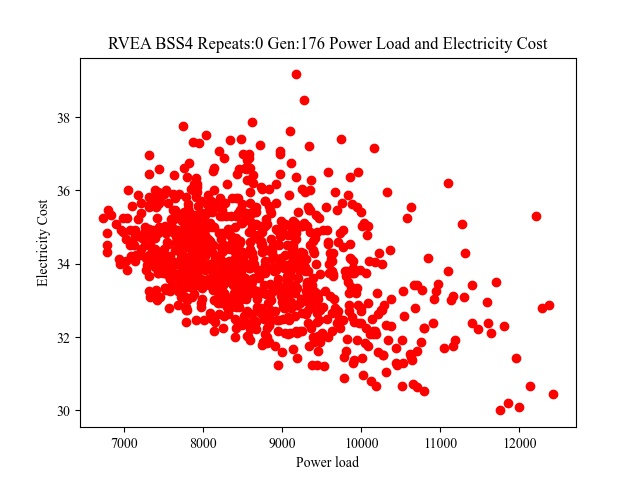 RVEA BSS4 Repeats:0 Gen:176 Power Load and Electricity Cost
38
36
34
32
30
Electricity Cost
7000 8000 9000 10000 11000 12000
Power load